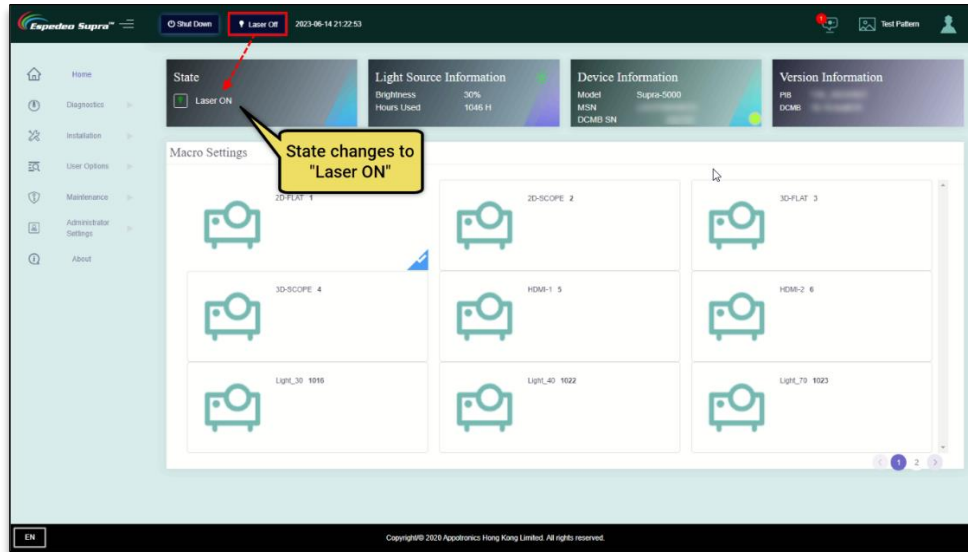 Espedeo Supra™
Shut Down
Laser Off
2023-06-14 21:22:53
1
Test Pattern
Home
Diagnostics
Installation
User Options
Maintenance
Administrator
Settings
About
State
Laser ON
Light Source Information
Brightness 30%
Hours Used 1046 H
Device Information
Model Supra-5000
MSN
DCMB SN
Version Information
PIB
DCMB
State changes to
"Laser ON"
Macro Settings
2D-FLAT 1
2D-SCOPE 2
3D-FLAT 3
3D-SCOPE 4
HDMI-1 5
HDMI-2 6
Light_30 1016
Light_40 1022
Light_70 1023
1 2
EN
Copyright© 2020 Appotronics Hong Kong Limited. All rights reserved.